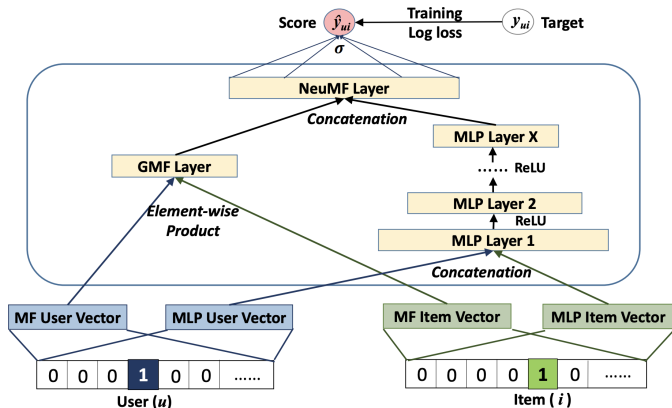 Score ŷui Training yui Target
Log loss
σ
NeuMF Layer
Concatenation
MLP Layer X
GMF Layer
...... ReLU
MLP Layer 2
Element-wise
Product
ReLU
MLP Layer 1
Concatenation
MF User Vector MLP User Vector MF Item Vector MLP Item Vector
0 0 0 1 0 0 ...... 0 0 0 0 1 0 ......
User (u) Item ( i )